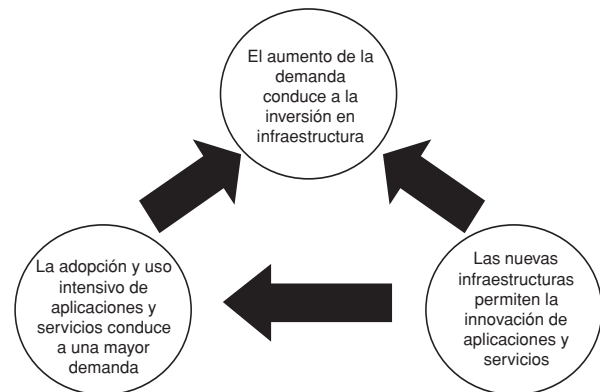 El aumento de la
demanda
conduce a la
inversión en
infraestructura
La adopción y uso
intensivo de
aplicaciones y
servicios conduce
a una mayor
demanda
Las nuevas
infraestructuras
permiten la
innovación de
aplicaciones y
servicios